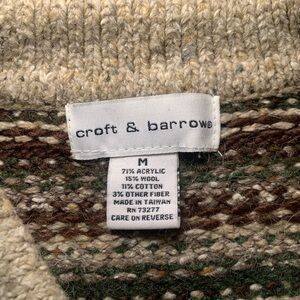 croft & barrow®
M
71% ACRYLIC
15% WOOL
11% COTTON
3% OTHER FIBER
MADE IN TAIWAN
RN 73277
CARE ON REVERSE